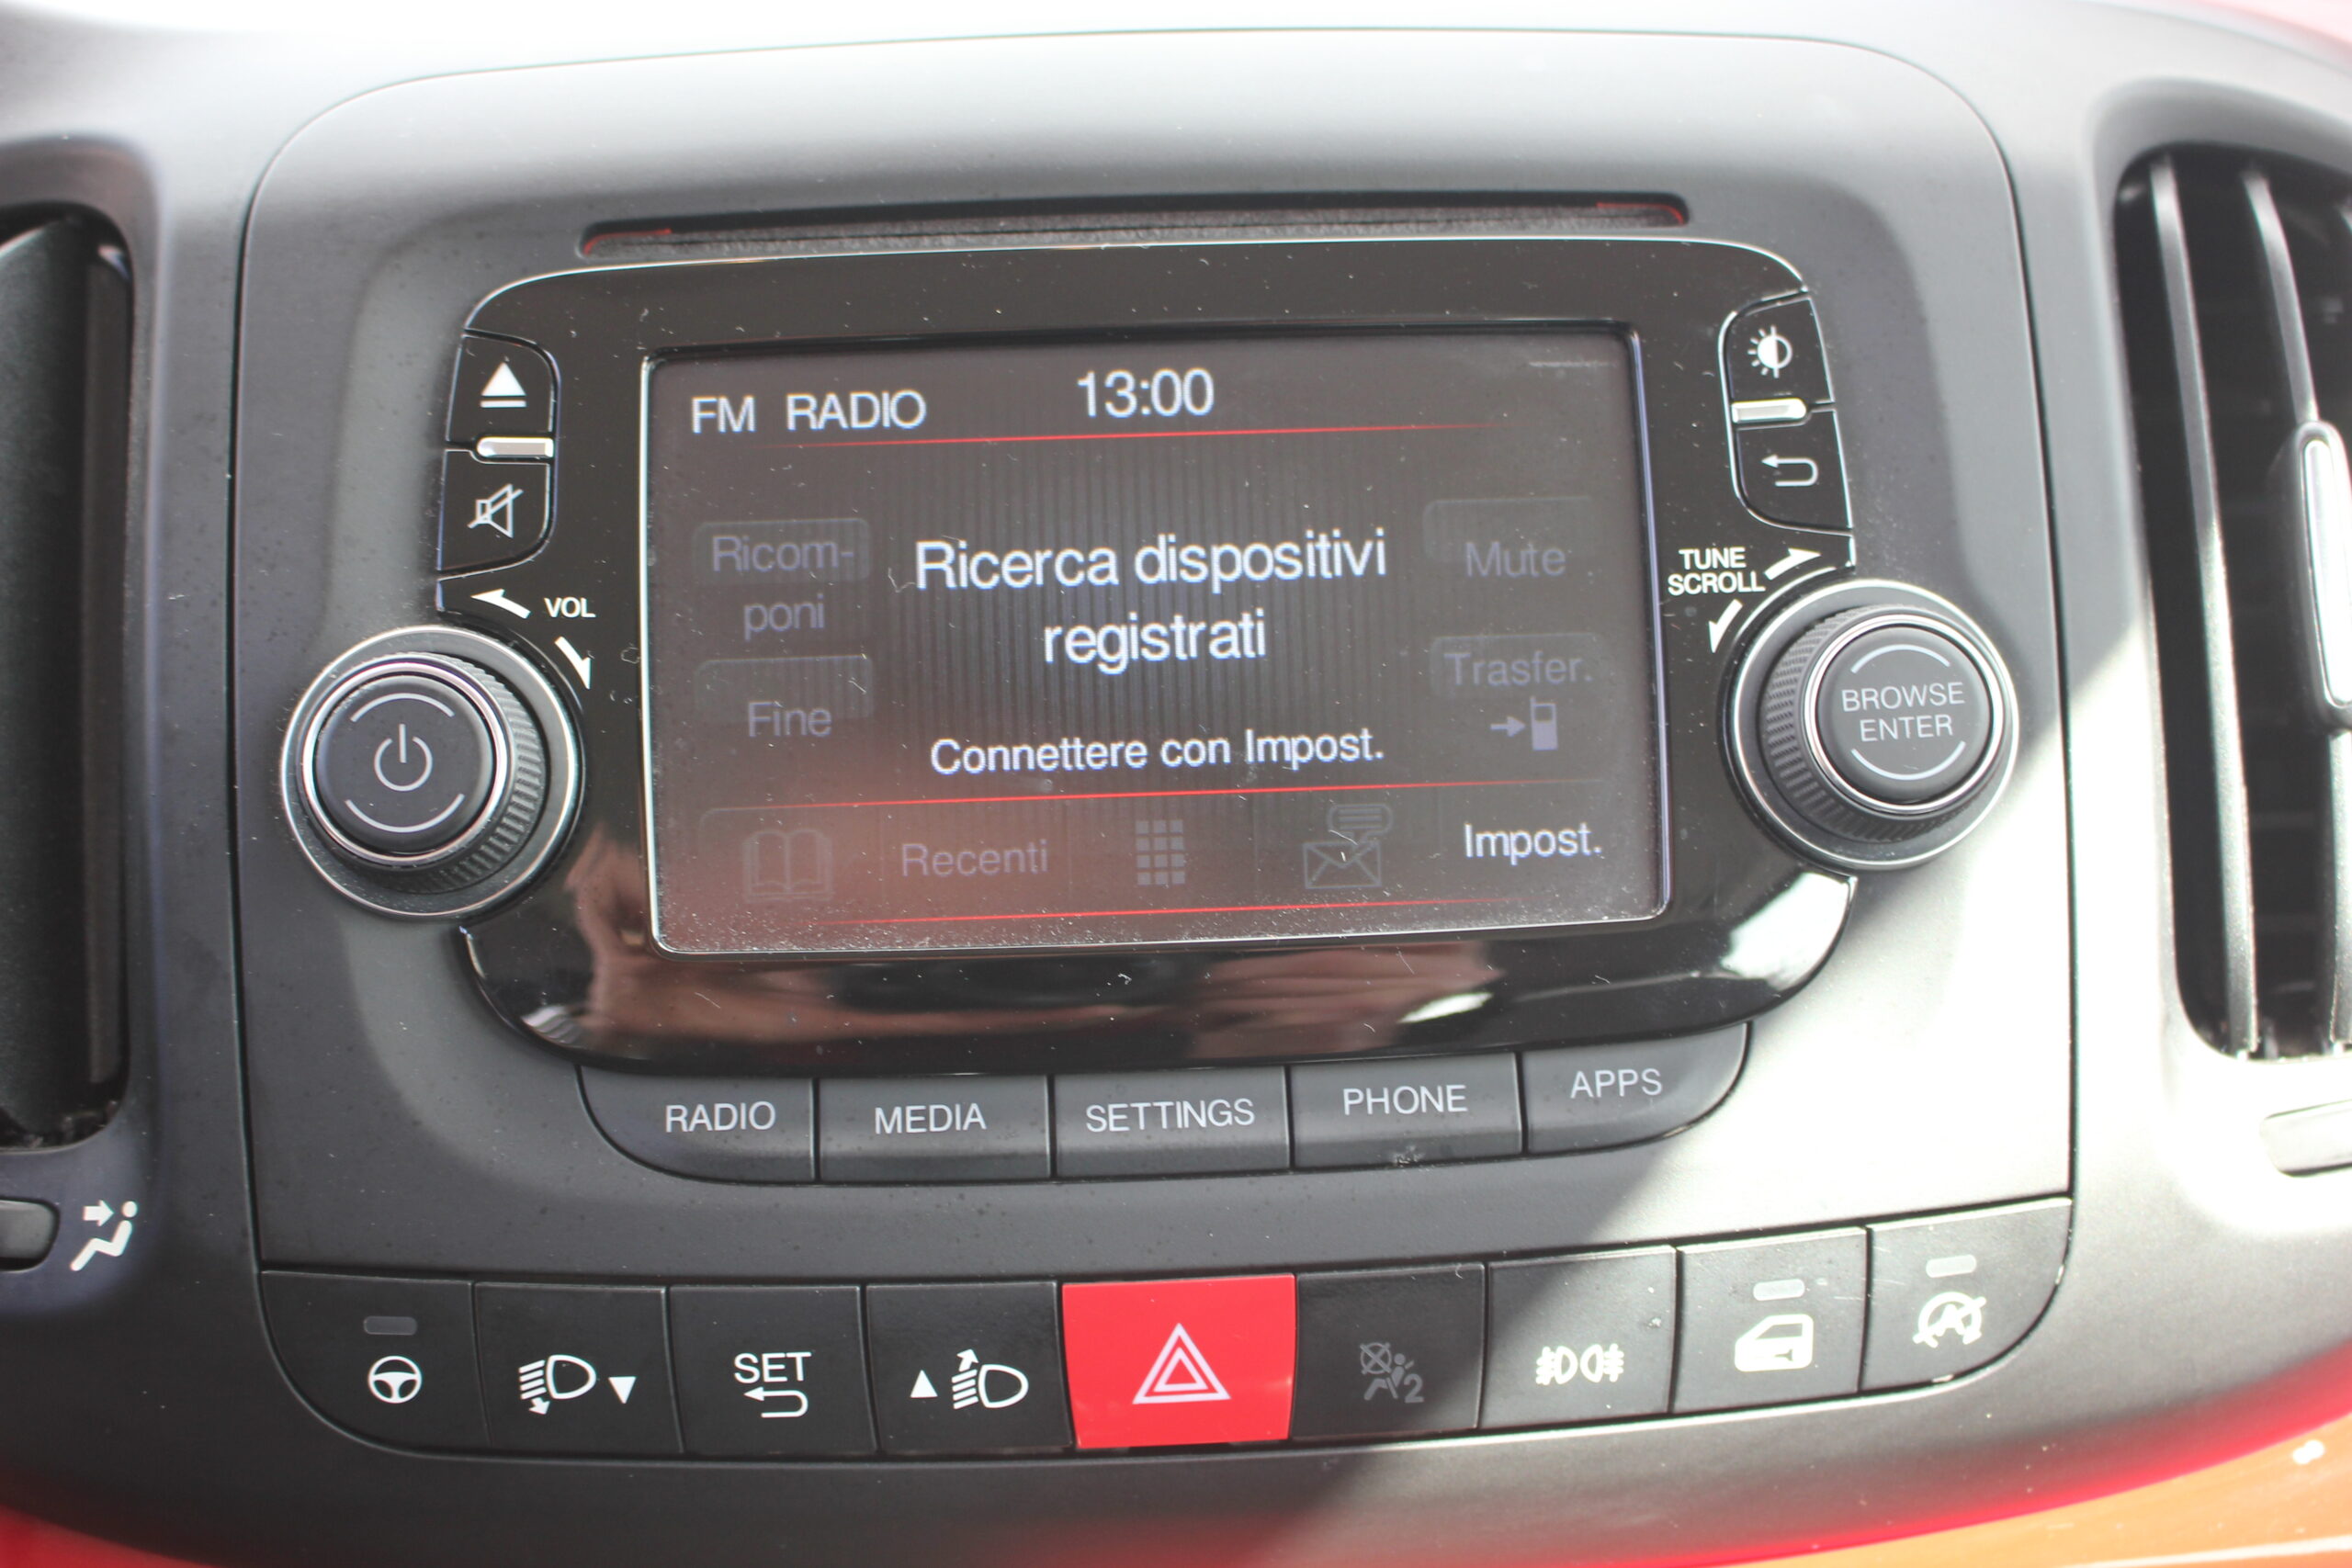 FM RADIO 13:00
Ricom-
poni
Ricerca dispositivi
registrati
Mute
Fine
Trasfer.
Connettere con Impost.
Recenti
Impost.
VOL
TUNE
SCROLL
BROWSE
ENTER
RADIO MEDIA SETTINGS PHONE APPS
SET
2